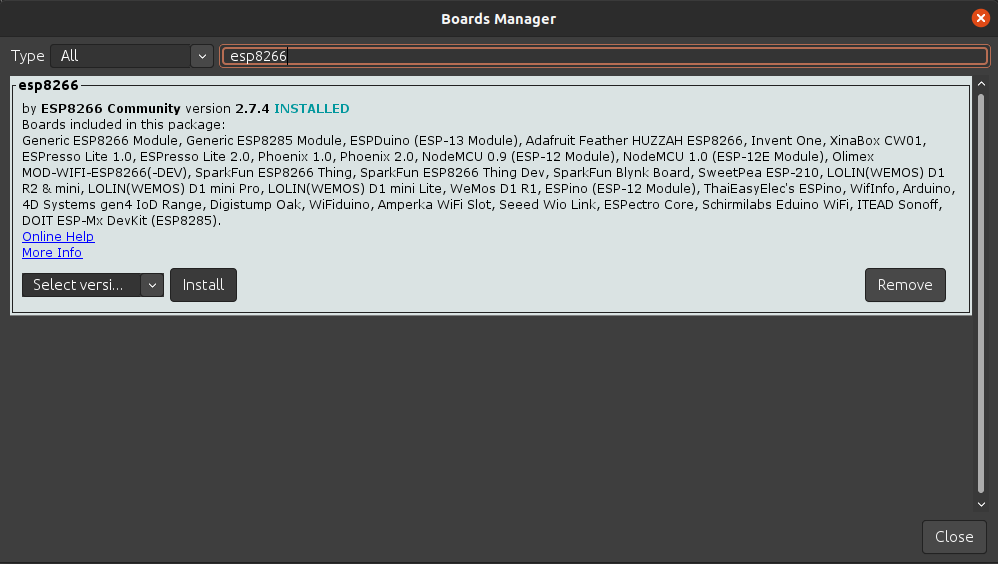 Boards Manager
Type All esp8266
esp8266
by ESP8266 Community version 2.7.4 INSTALLED
Boards included in this package:
Generic ESP8266 Module, Generic ESP8285 Module, ESPDuino (ESP-13 Module), Adafruit Feather HUZZAH ESP8266, Invent One, XinaBox CW01,
ESPresso Lite 1.0, ESPresso Lite 2.0, Phoenix 1.0, Phoenix 2.0, NodeMCU 0.9 (ESP-12 Module), NodeMCU 1.0 (ESP-12E Module), Olimex
MOD-WIFI-ESP8266(-DEV), SparkFun ESP8266 Thing, SparkFun ESP8266 Thing Dev, SparkFun Blynk Board, SweetPea ESP-210, LOLIN(WEMOS) D1
R2 & mini, LOLIN(WEMOS) D1 mini Pro, LOLIN(WEMOS) D1 mini Lite, WeMos D1 R1, ESPino (ESP-12 Module), ThaiEasyElec's ESPino, WifInfo, Arduino,
4D Systems gen4 IoD Range, Digistump Oak, WiFiduino, Amperka WiFi Slot, Seeed Wio Link, ESPectro Core, Schirmilabs Eduino WiFi, ITEAD Sonoff,
DOIT ESP-Mx DevKit (ESP8285).
Online Help
More Info
Select versi... Install Remove
Close